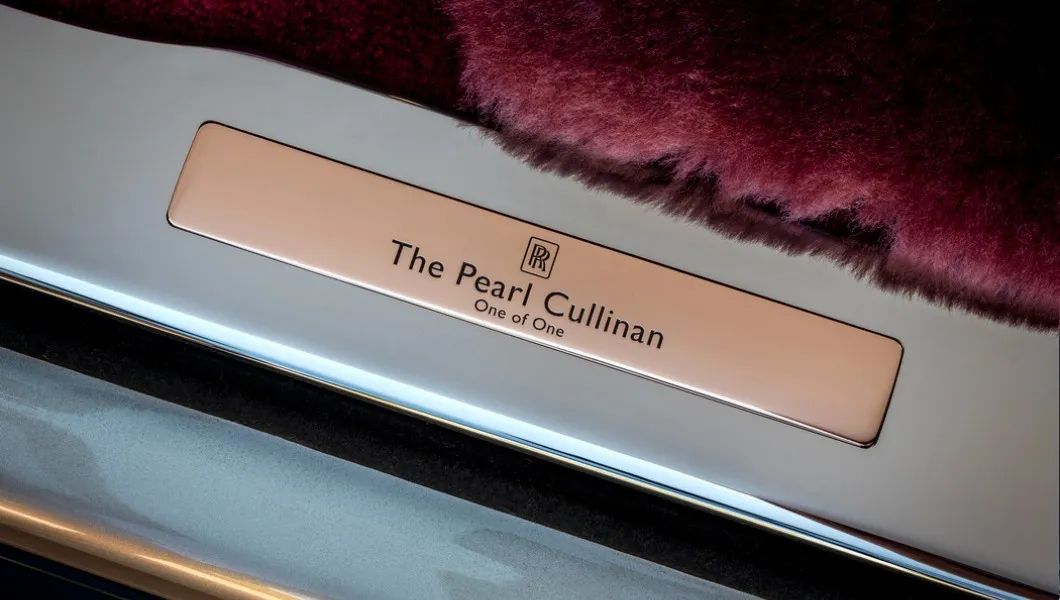 RR
The Pearl Cullinan
One of One